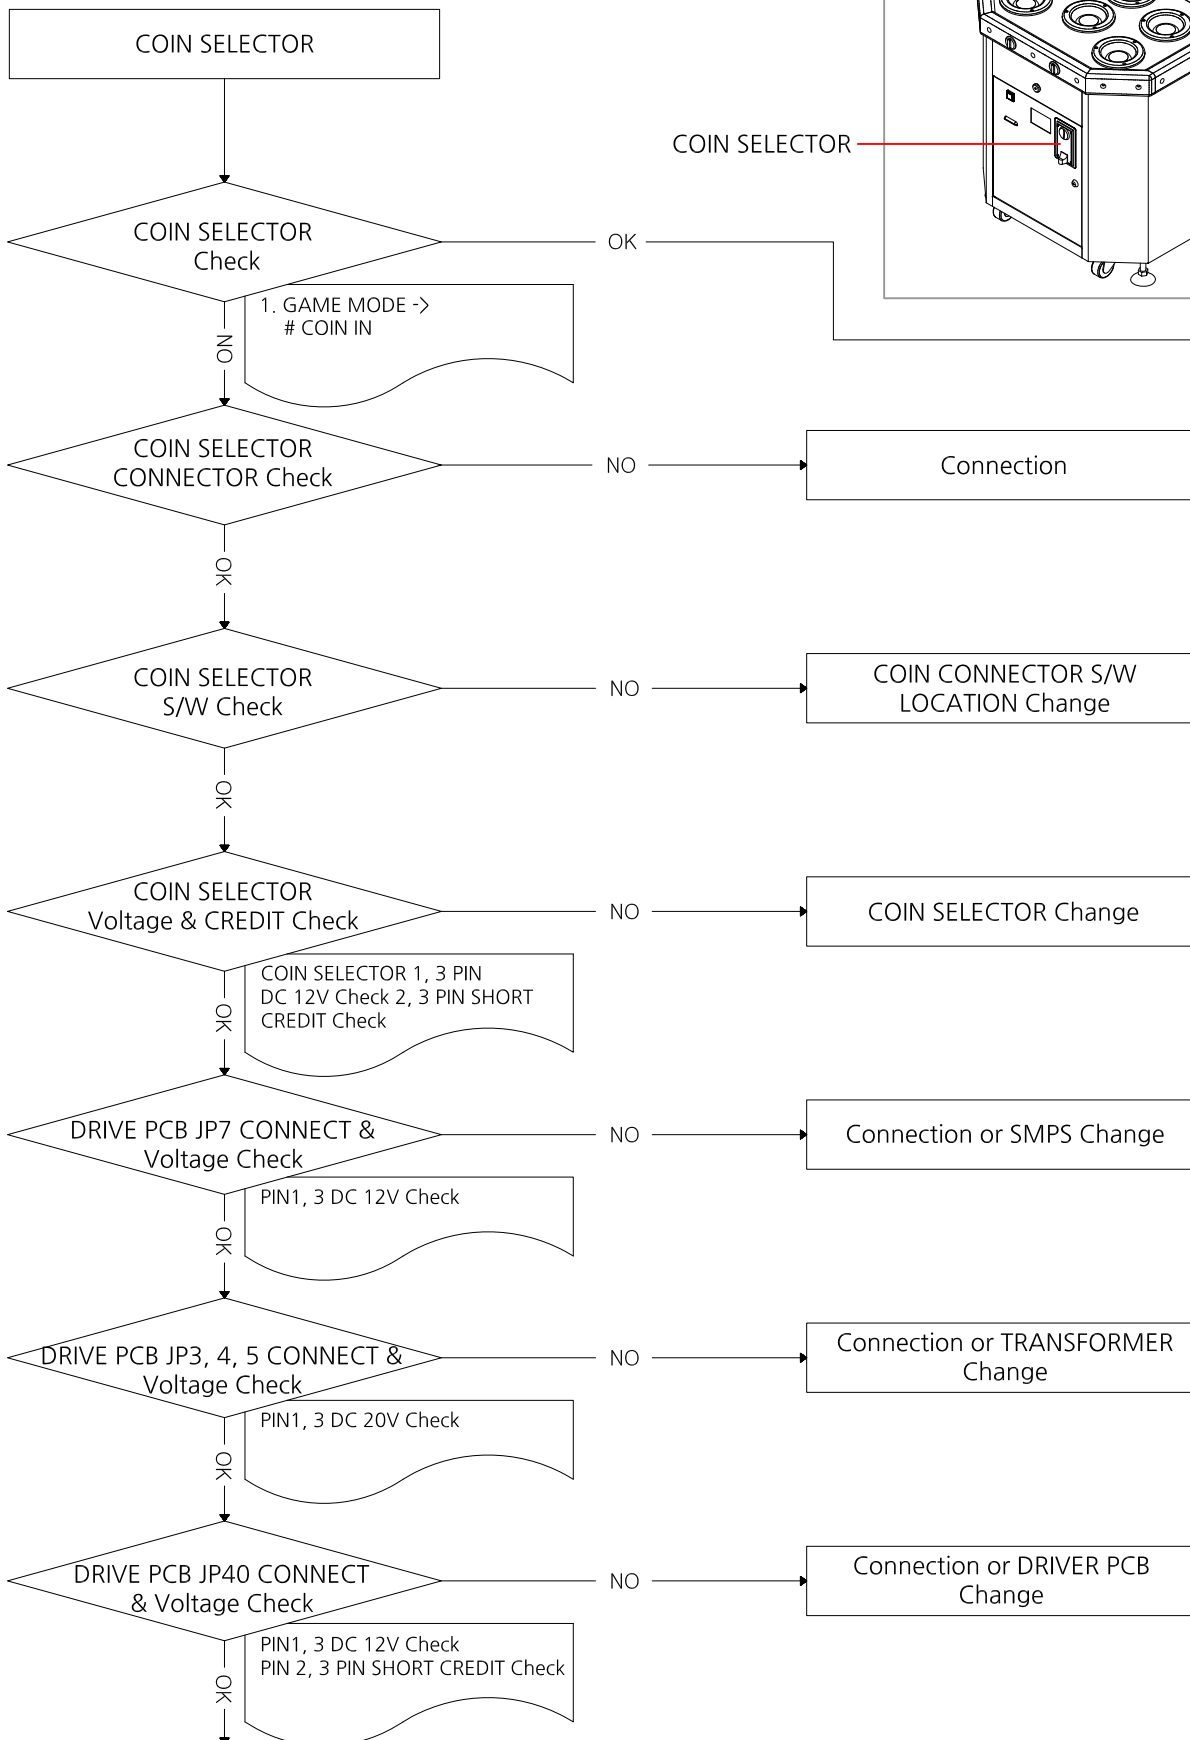 COIN SELECTOR
COIN SELECTOR
COIN SELECTOR
Check
OK
1. GAME MODE ->
# COIN IN
NO
COIN SELECTOR
CONNECTOR Check
NO
Connection
OK
COIN SELECTOR
S/W Check
NO
COIN CONNECTOR S/W
LOCATION Change
OK
COIN SELECTOR
Voltage & CREDIT Check
NO
COIN SELECTOR Change
COIN SELECTOR 1, 3 PIN
DC 12V Check 2, 3 PIN SHORT
CREDIT Check
OK
DRIVE PCB JP7 CONNECT &
Voltage Check
NO
Connection or SMPS Change
PIN1, 3 DC 12V Check
OK
DRIVE PCB JP3, 4, 5 CONNECT &
Voltage Check
NO
Connection or TRANSFORMER
Change
PIN1, 3 DC 20V Check
OK
DRIVE PCB JP40 CONNECT
& Voltage Check
NO
Connection or DRIVER PCB
Change
PIN1, 3 DC 12V Check
PIN 2, 3 PIN SHORT CREDIT Check
OK